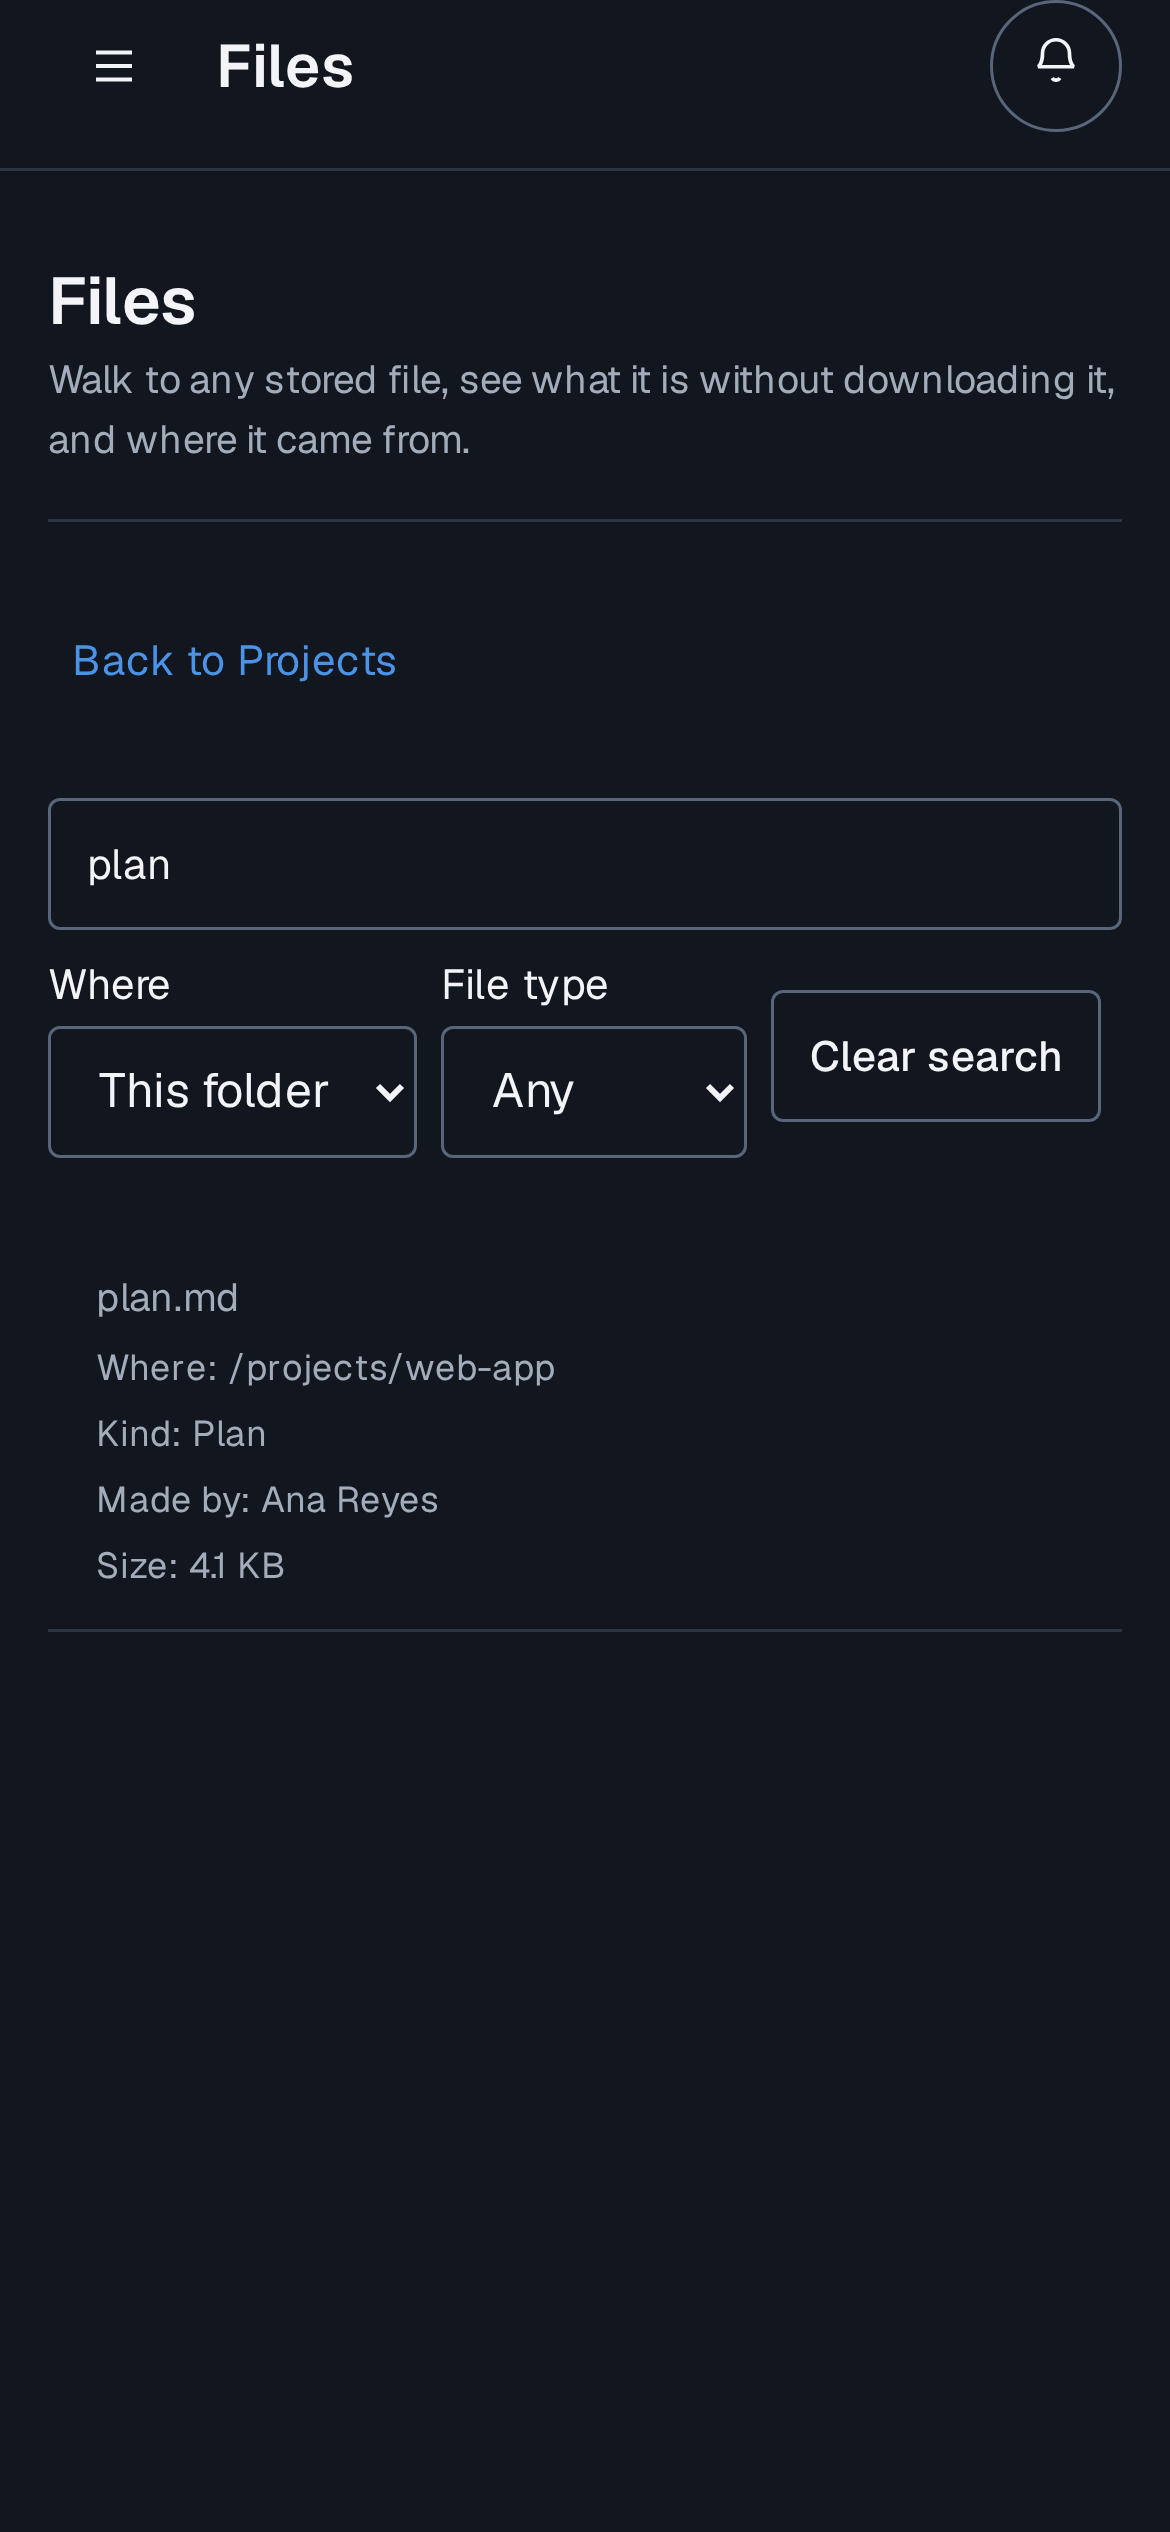 Files
Files
Walk to any stored file, see what it is without downloading it,
and where it came from.
Back to Projects
plan
Where
File type
This folder
Any
Clear search
plan.md
Where: /projects/web-app
Kind: Plan
Made by: Ana Reyes
Size: 4.1 KB